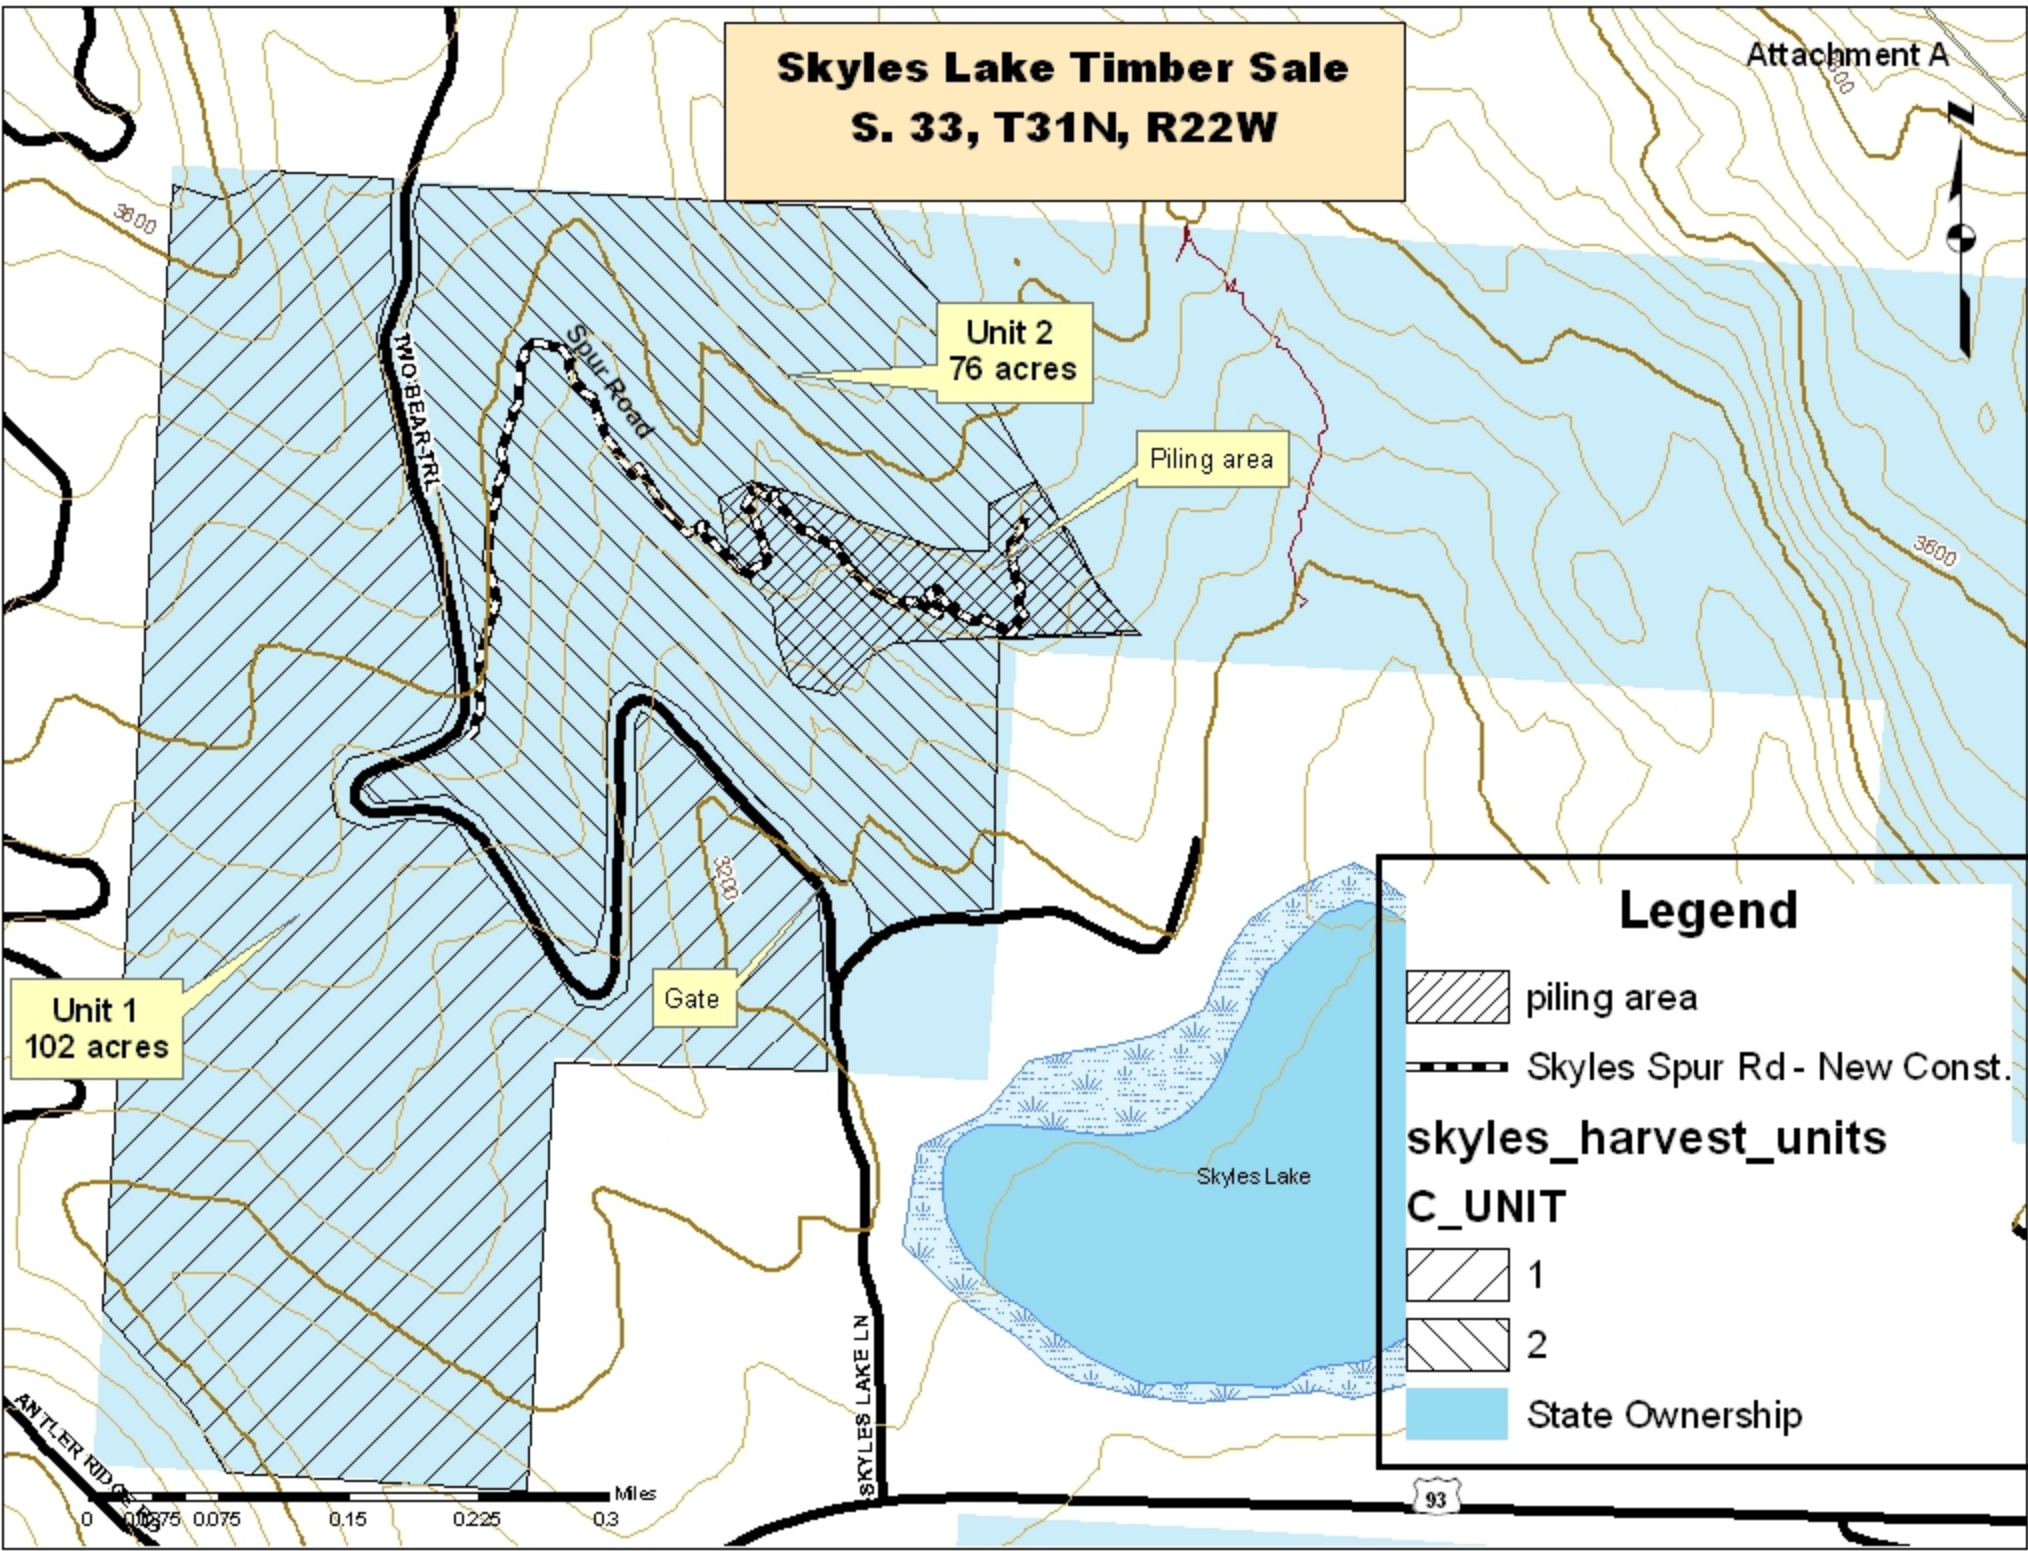 Skyles Lake Timber Sale
S. 33, T31N, R22W
Attachment A
N
3600
TWO BEAR TRL
Spur Road
Unit 2
76 acres
Piling area
3600
3200
Unit 1
102 acres
Gate
Skyles Lake
SKYLES LAKE LN
ANTLER RIDGE
93
Legend
piling area
Skyles Spur Rd - New Const.
skyles_harvest_units
C_UNIT
1
2
State Ownership
Miles
0 0.0375 0.075 0.15 0.225 0.3